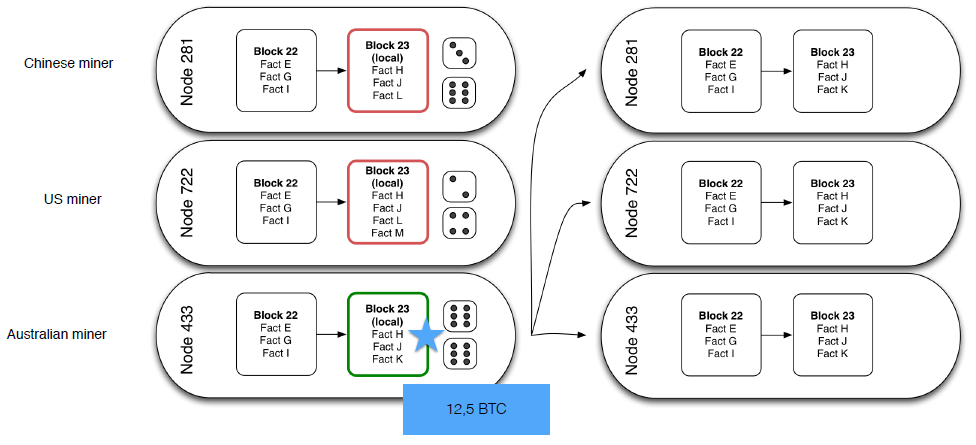 Chinese miner
Node 281
Block 22
Fact E
Fact G
Fact I
Block 23
(local)
Fact H
Fact J
Fact L
Node 281
Block 22
Fact E
Fact G
Fact I
Block 23
Fact H
Fact J
Fact K
US miner
Node 722
Block 22
Fact E
Fact G
Fact I
Block 23
(local)
Fact H
Fact J
Fact L
Fact M
Node 722
Block 22
Fact E
Fact G
Fact I
Block 23
Fact H
Fact J
Fact K
Australian miner
Node 433
Block 22
Fact E
Fact G
Fact I
Block 23
(local)
Fact H
Fact J
Fact K
Node 433
Block 22
Fact E
Fact G
Fact I
Block 23
Fact H
Fact J
Fact K
12,5 BTC